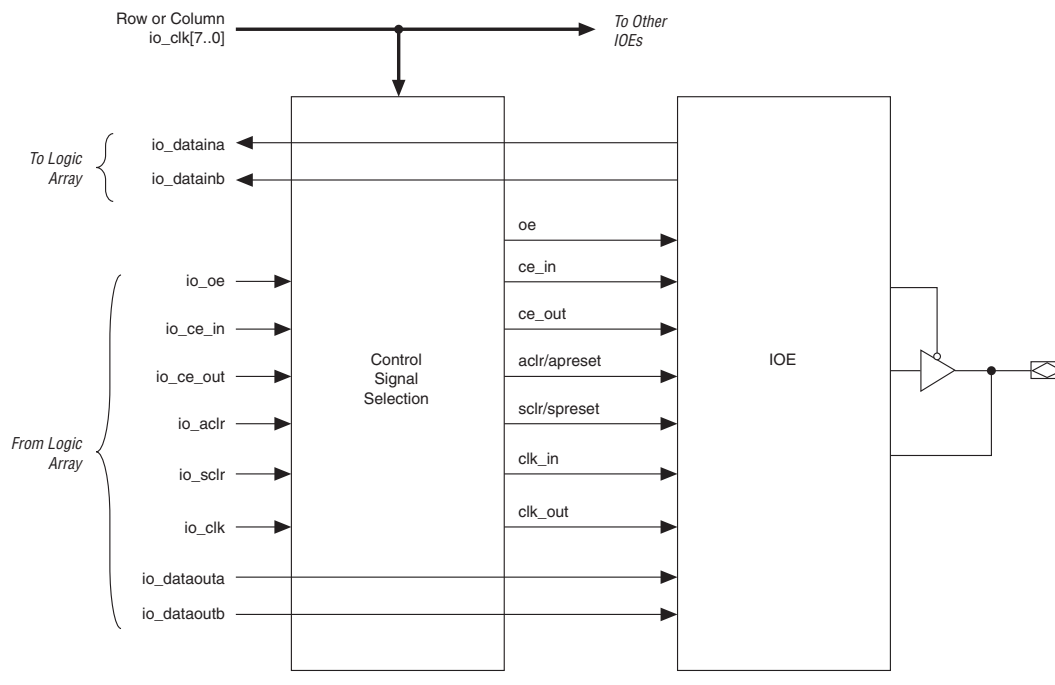 Row or Column
io_clk[7..0]
To Other
IOEs
To Logic
Array
io_dataina
io_datainb
oe
ce_in
ce_out
aclr/apreset
sclr/spreset
clk_in
clk_out
From Logic
Array
io_oe
io_ce_in
io_ce_out
io_aclr
io_sclr
io_clk
io_dataouta
io_dataoutb
Control
Signal
Selection
IOE